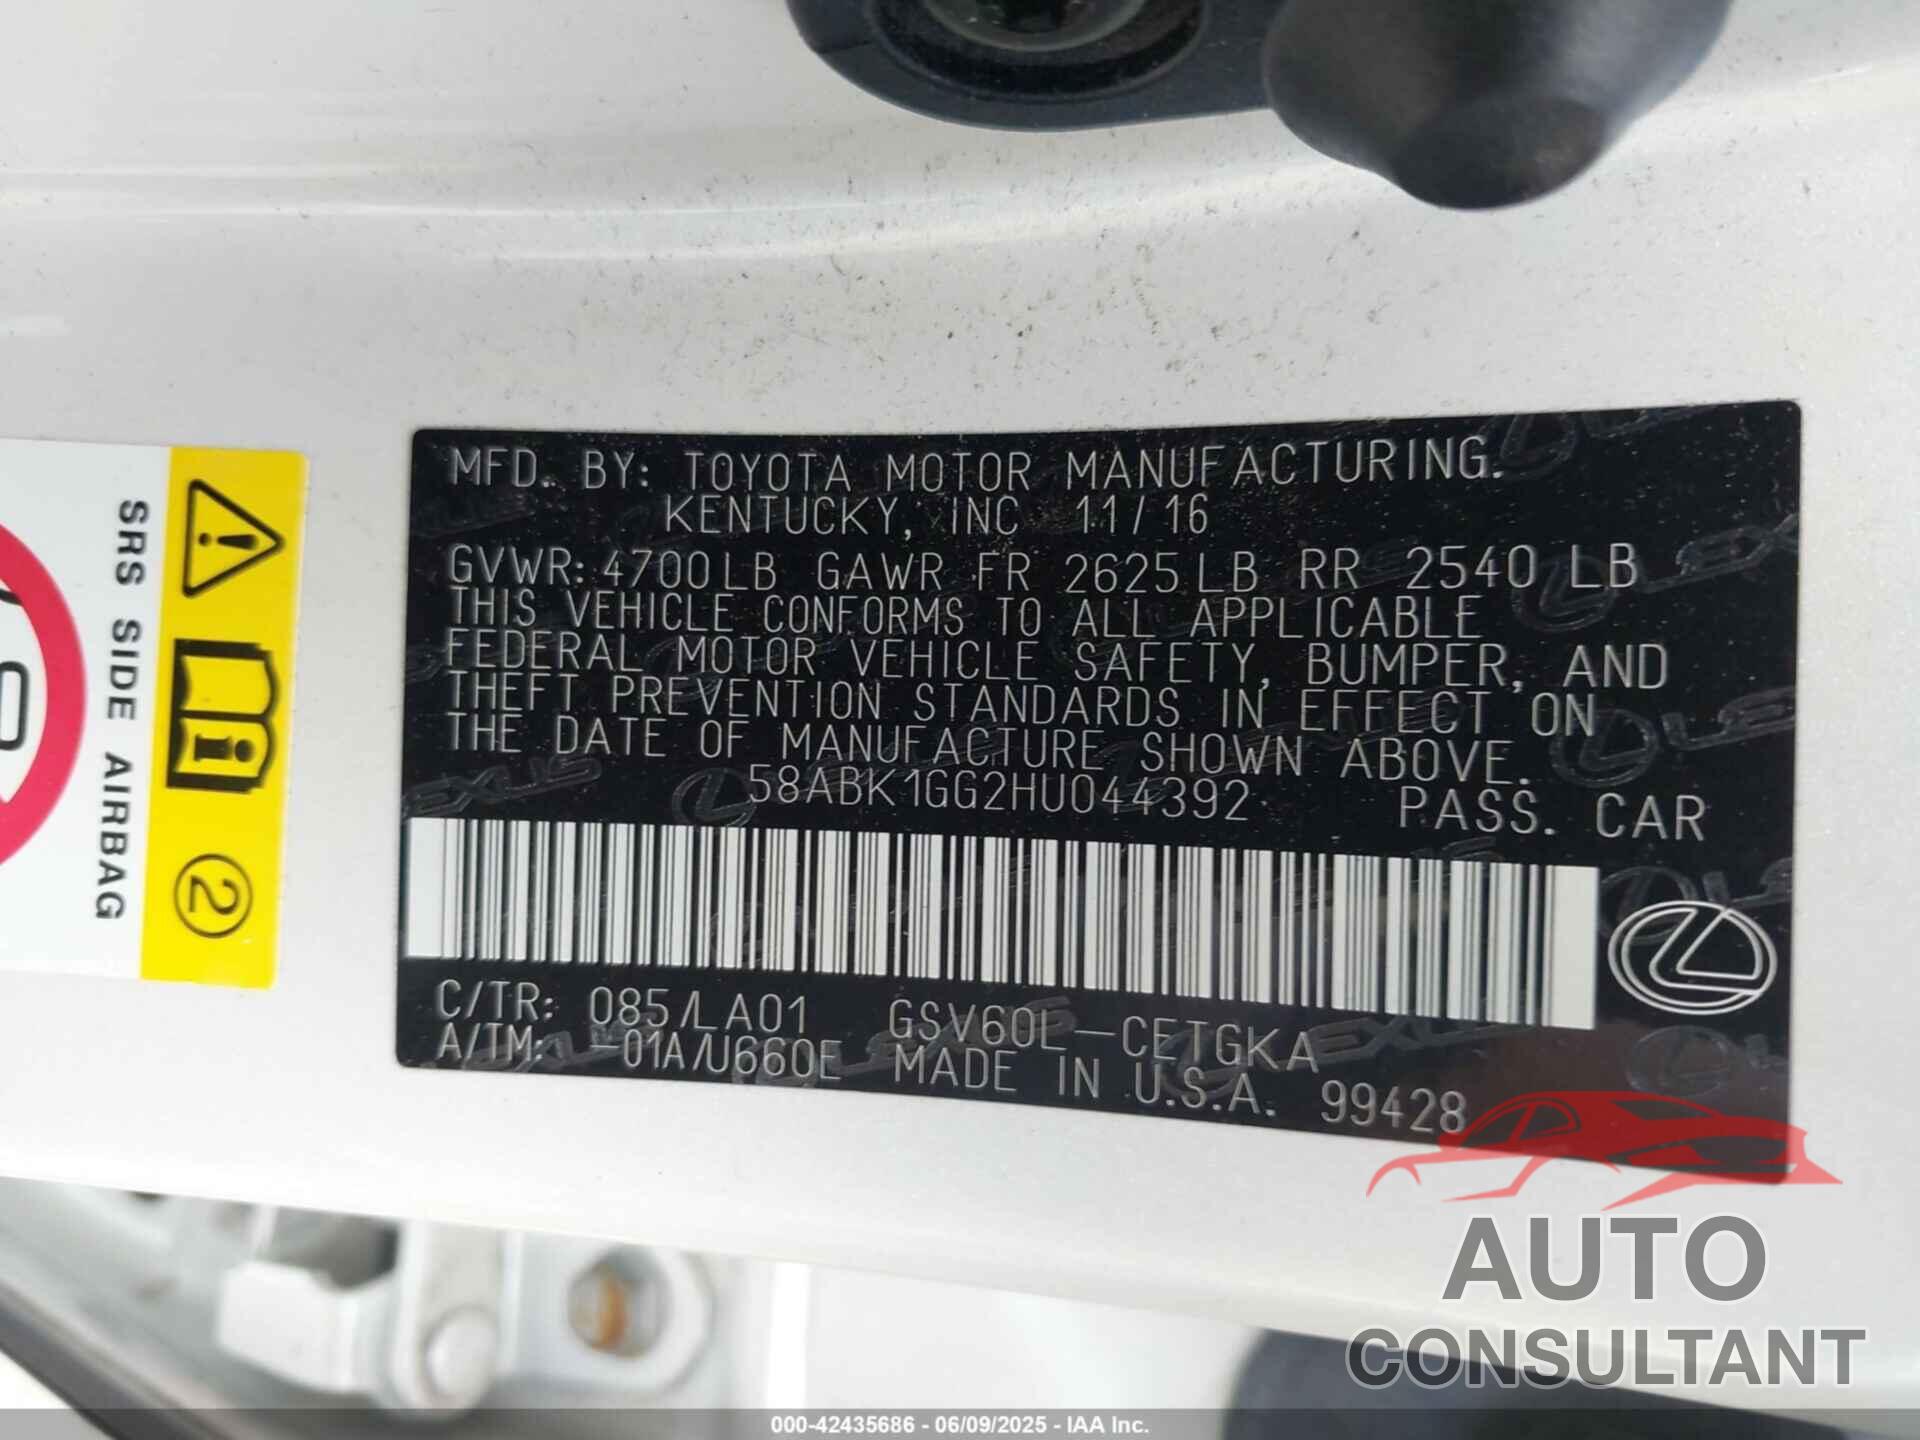 MFD. BY: TOYOTA MOTOR MANUFACTURING.
KENTUCKY, INC 11/16
GVWR: 4700LB GAWR FR 2625LB RR 2540 LB
THIS VEHICLE CONFORMS TO ALL APPLICABLE
FEDERAL MOTOR VEHICLE SAFETY, BUMPER, AND
THEFT PREVENTION STANDARDS IN EFFECT ON
THE DATE OF MANUFACTURE SHOWN ABOVE.
58ABK1GG2HU044392 PASS. CAR
C/TR: 085/LA01 GSV60L-CETGKA
A/TM: -01A/U660E MADE IN U.S.A. 99428
SRS SIDE AIRBAG
2
AUTO
CONSULTANT
000-42435686 - 06/09/2025 - IAA Inc.